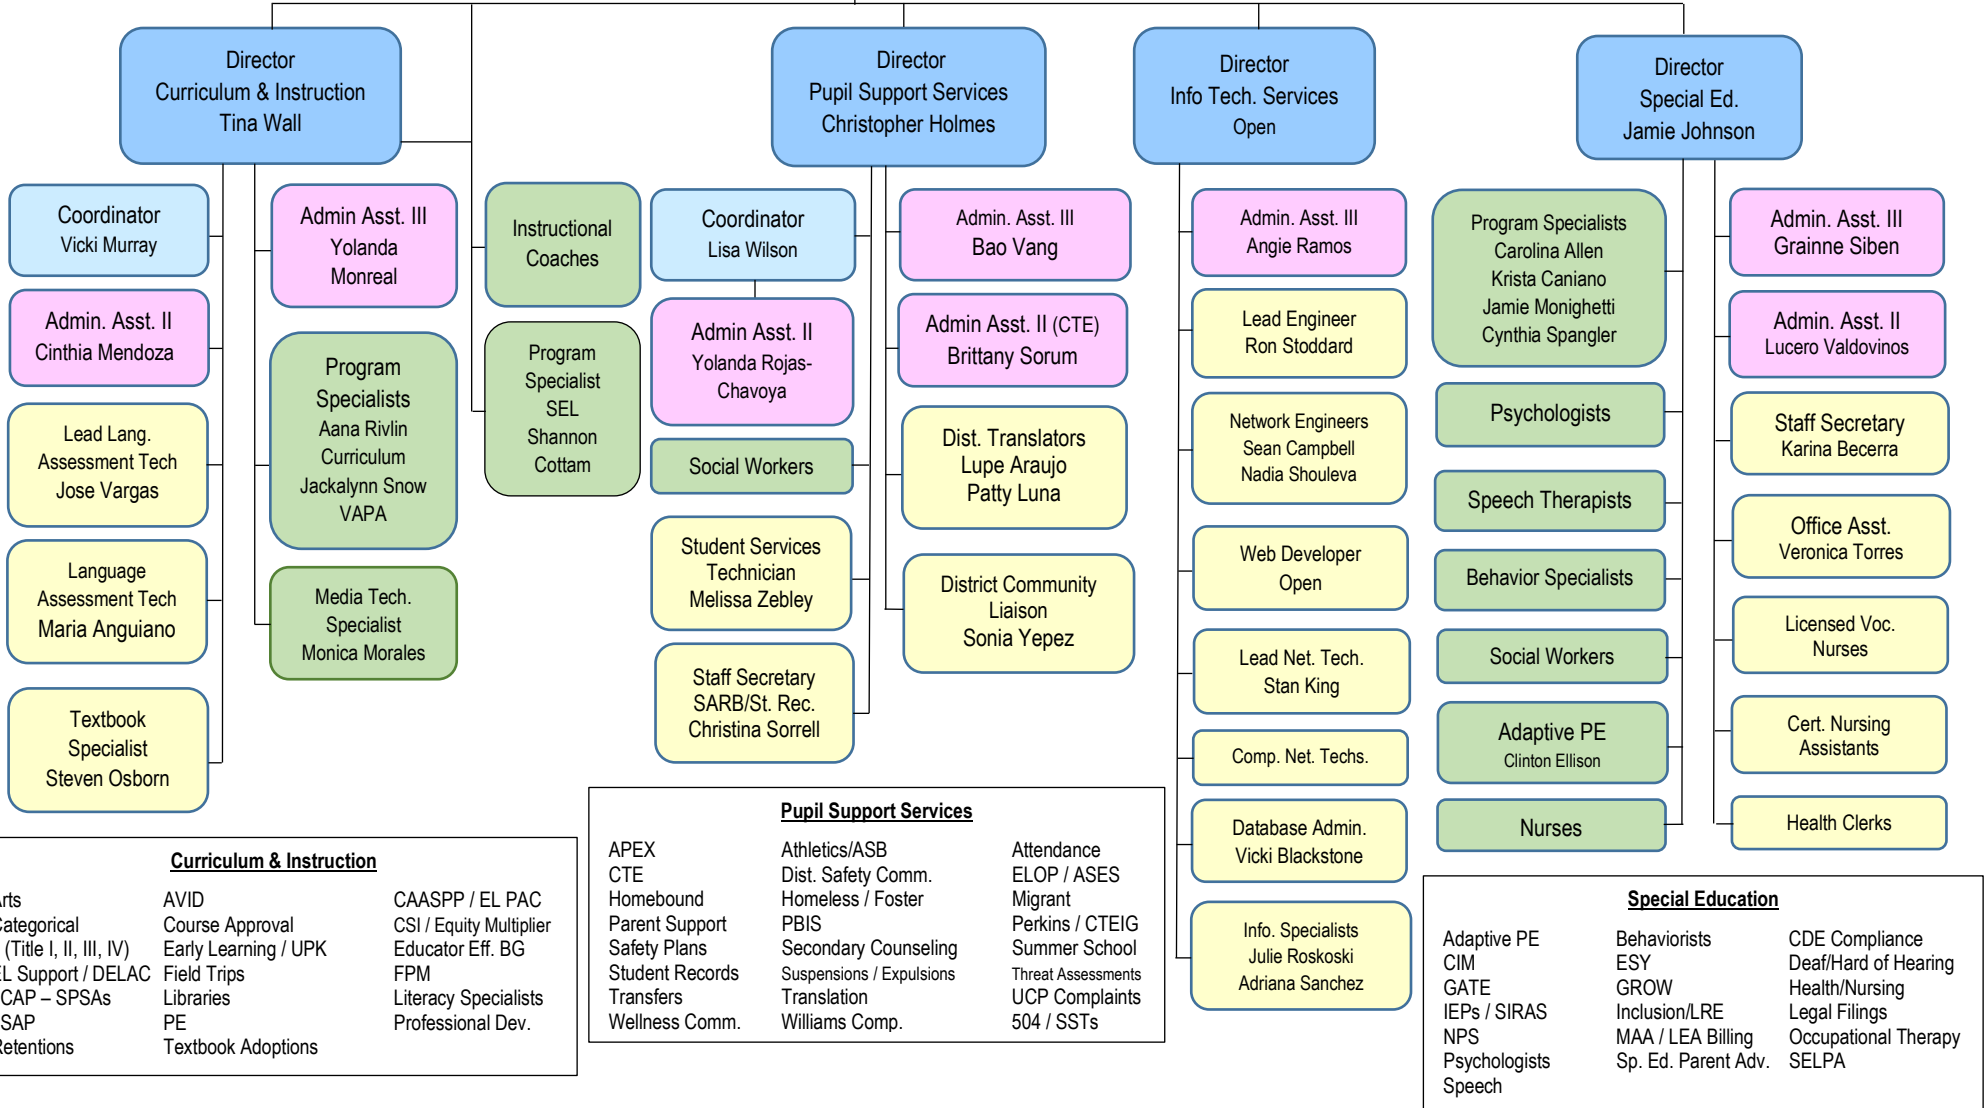 Director
Curriculum & Instruction
Tina Wall
Director
Pupil Support Services
Christopher Holmes
Director
Info Tech. Services
Open
Director
Special Ed.
Jamie Johnson
Coordinator
Vicki Murray
Admin. Asst. II
Cinthia Mendoza
Lead Lang.
Assessment Tech
Jose Vargas
Language
Assessment Tech
Maria Anguiano
Textbook
Specialist
Steven Osborn
Admin Asst. III
Yolanda
Monreal
Program
Specialists
Aana Rivlin
Curriculum
Jackalynn Snow
VAPA
Media Tech.
Specialist
Monica Morales
Instructional
Coaches
Program
Specialist
SEL
Shannon
Cottam
Coordinator
Lisa Wilson
Admin Asst. II
Yolanda Rojas-
Chavoya
Social Workers
Student Services
Technician
Melissa Zebley
Staff Secretary
SARB/St. Rec.
Christina Sorrell
Admin. Asst. III
Bao Vang
Admin Asst. II (CTE)
Brittany Sorum
Dist. Translators
Lupe Araujo
Patty Luna
District Community
Liaison
Sonia Yepez
Admin. Asst. III
Angie Ramos
Lead Engineer
Ron Stoddard
Network Engineers
Sean Campbell
Nadia Shouleva
Web Developer
Open
Lead Net. Tech.
Stan King
Comp. Net. Techs.
Database Admin.
Vicki Blackstone
Info. Specialists
Julie Roskoski
Adriana Sanchez
Program Specialists
Carolina Allen
Krista Caniano
Jamie Monighetti
Cynthia Spangler
Psychologists
Speech Therapists
Behavior Specialists
Social Workers
Adaptive PE
Clinton Ellison
Nurses
Admin. Asst. III
Grainne Siben
Admin. Asst. II
Lucero Valdovinos
Staff Secretary
Karina Becerra
Office Asst.
Veronica Torres
Licensed Voc.
Nurses
Cert. Nursing
Assistants
Health Clerks
Curriculum & Instruction
rts AVID CAASPP / EL PAC
ategorical Course Approval CSI / Equity Multiplier
(Title I, II, III, IV) Early Learning / UPK Educator Eff. BG
EL Support / DELAC Field Trips FPM
CAP – SPSAs Libraries Literacy Specialists
SAP PE Professional Dev.
Retentions Textbook Adoptions
Pupil Support Services
APEX Athletics/ASB Attendance
CTE Dist. Safety Comm. ELOP / ASES
Homebound Homeless / Foster Migrant
Parent Support PBIS Perkins / CTEIG
Safety Plans Secondary Counseling Summer School
Student Records Suspensions / Expulsions Threat Assessments
Transfers Translation UCP Complaints
Wellness Comm. Williams Comp. 504 / SSTs
Special Education
Adaptive PE Behaviorists CDE Compliance
CIM ESY Deaf/Hard of Hearing
GATE GROW Health/Nursing
IEPs / SIRAS Inclusion/LRE Legal Filings
NPS MAA / LEA Billing Occupational Therapy
Psychologists Sp. Ed. Parent Adv. SELPA
Speech